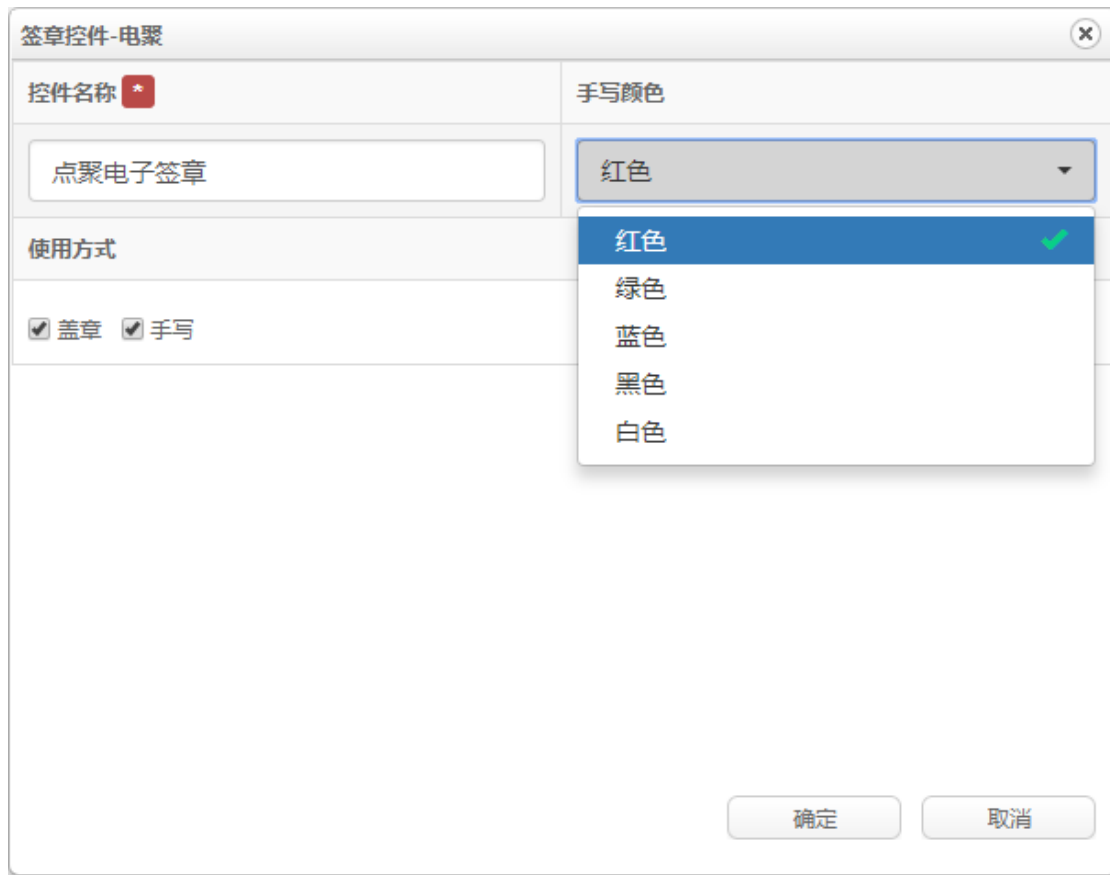 签章控件-电聚
控件名称 * 手写颜色
点聚电子签章 红色
使用方式 红色
绿色
盖章 手写 蓝色
黑色
白色
确定 取消